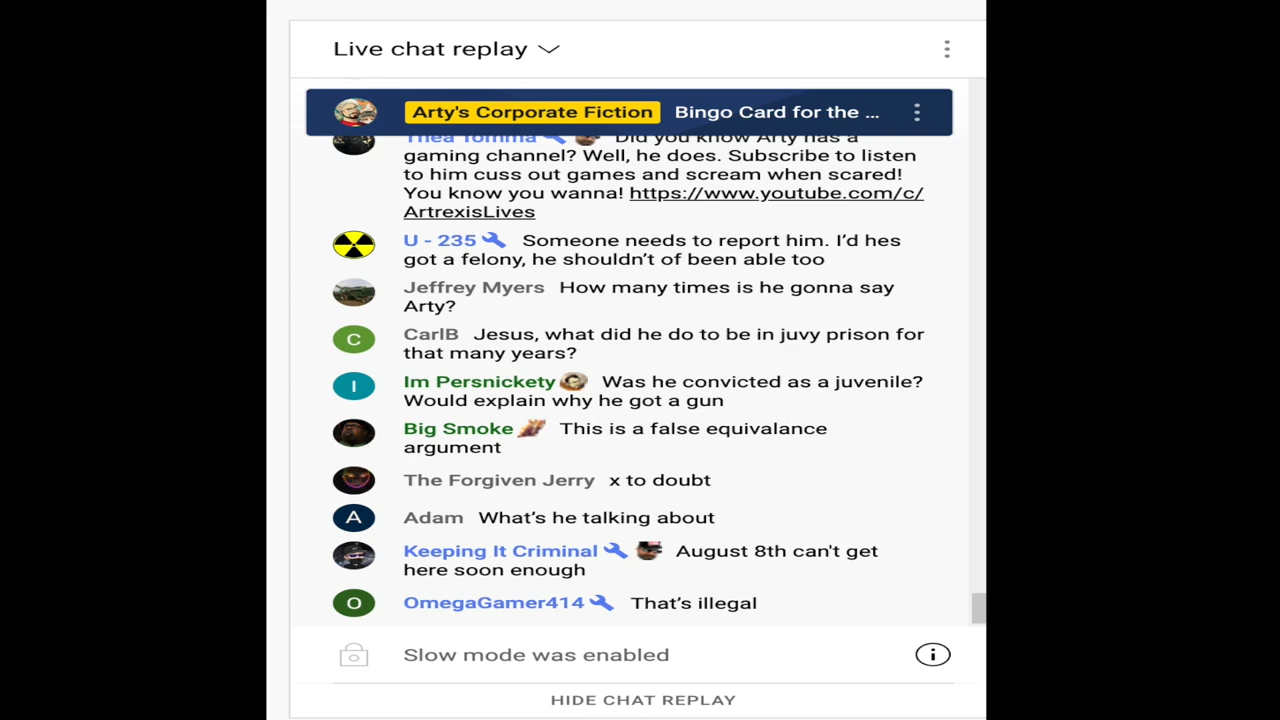 Live chat replay
Arty's Corporate Fiction Bingo Card for the ...
Thea Tomma Did you know Arty has a
gaming channel? Well, he does. Subscribe to listen
to him cuss out games and scream when scared!
You know you wanna! https://www.youtube.com/c/
ArtrexisLives
U - 235 Someone needs to report him. I'd hes
got a felony, he shouldn't of been able too
Jeffrey Myers How many times is he gonna say
Arty?
C CarlB Jesus, what did he do to be in juvy prison for
that many years?
I Im Persnickety Was he convicted as a juvenile?
Would explain why he got a gun
Big Smoke This is a false equivalance
argument
The Forgiven Jerry x to doubt
A Adam What's he talking about
Keeping It Criminal August 8th can't get
here soon enough
O OmegaGamer414 That's illegal
Slow mode was enabled
HIDE CHAT REPLAY